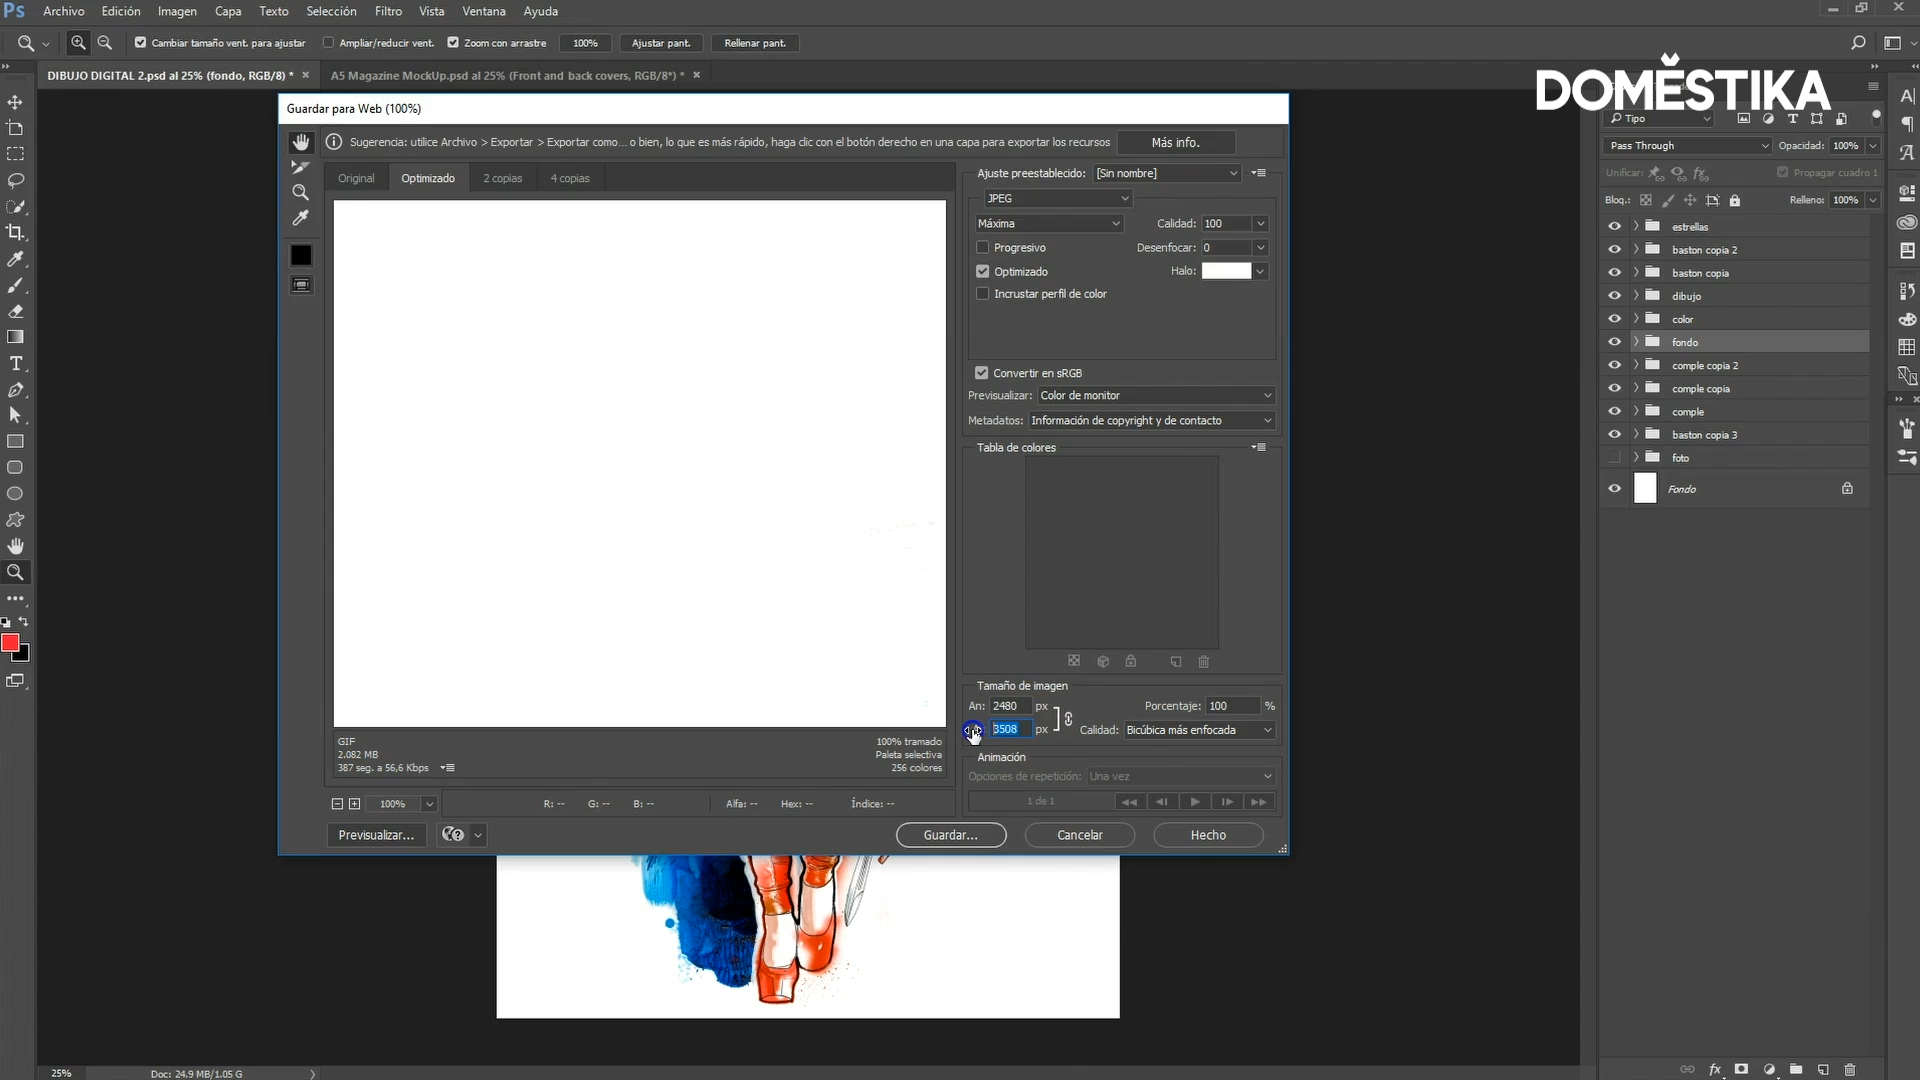 Ps Archivo Edición Imagen Capa Texto Selección Filtro Vista Ventana Ayuda
Cambiar tamaño vent. para ajustar Ampliar/reducir vent. Zoom con arrastre 100% Ajustar pant. Rellenar pant.
DIBUJO DIGITAL 2.psd al 25% (fondo, RGB/8) * × A5 Magazine MockUp.psd al 25% (Front and back covers, RGB/8*) * ×
DOMESTIKA
Guardar para Web (100%)
Sugerencia: utilice Archivo > Exportar > Exportar como... o bien, lo que es más rápido, haga clic con el botón derecho en una capa para exportar los recursos
Más info.
Original Optimizado 2 copias 4 copias
Ajuste preestablecido: [Sin nombre]
JPEG
Máxima Calidad: 100
Progresivo Desenfocar: 0
Optimizado Halo:
Incrustar perfil de color
Convertir en sRGB
Previsualizar: Color de monitor
Metadatos: Información de copyright y de contacto
Tabla de colores
Tamaño de imagen
An: 2480 px Porcentaje: 100 %
3508 px Calidad: Bicúbica más enfocada
Animación
Opciones de repetición: Una vez
1 de 1
GIF 100% tramado
2.082 MB Paleta selectiva
387 seg. a 56,6 Kbps 256 colores
100% R: -- G: -- B: -- Alfa: -- Hex: -- Índice: --
Previsualizar... Guardar... Cancelar Hecho
Tipo
Pass Through Opacidad: 100%
Unificar: Propagar cuadro 1
Bloq.: Relleno: 100%
estrellas
baston copia 2
baston copia
dibujo
color
fondo
comple copia 2
comple copia
comple
baston copia 3
foto
Fondo
25% Doc: 24.9 MB/1.05 G